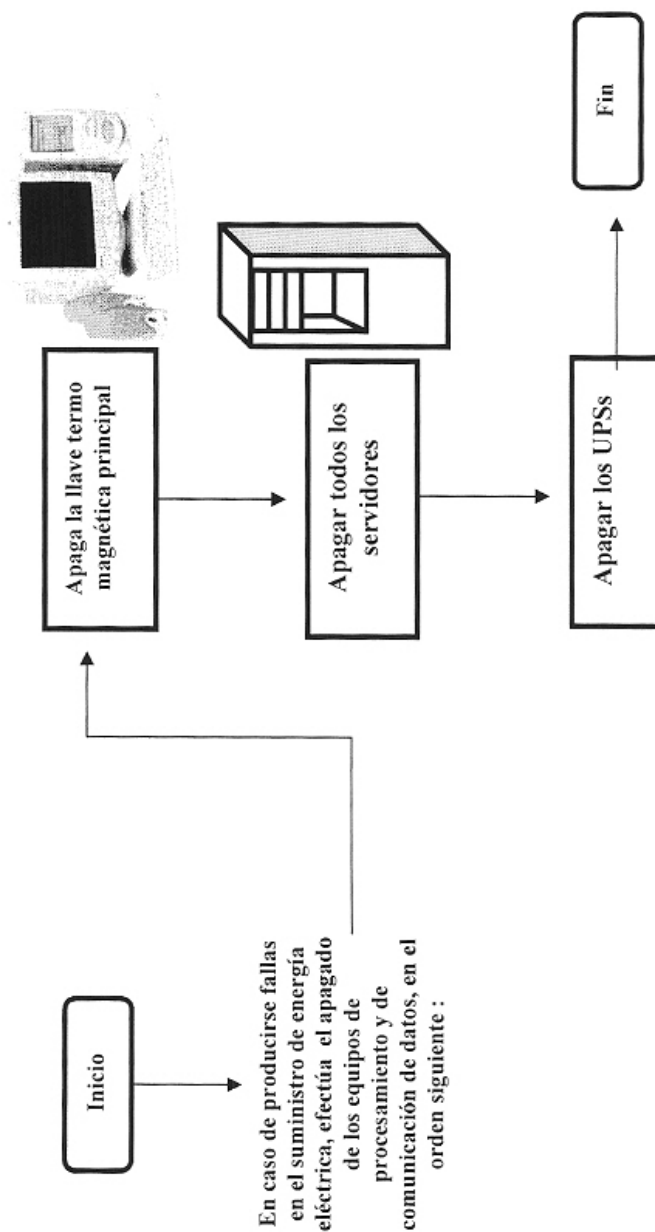 Inicio
En caso de producirse fallas
en el suministro de energía
eléctrica, efectúa el apagado
de los equipos de
procesamiento y de
comunicación de datos, en el
orden siguiente :
Apaga la llave termo
magnética principal
Apagar todos los
servidores
Apagar los UPSs
Fin